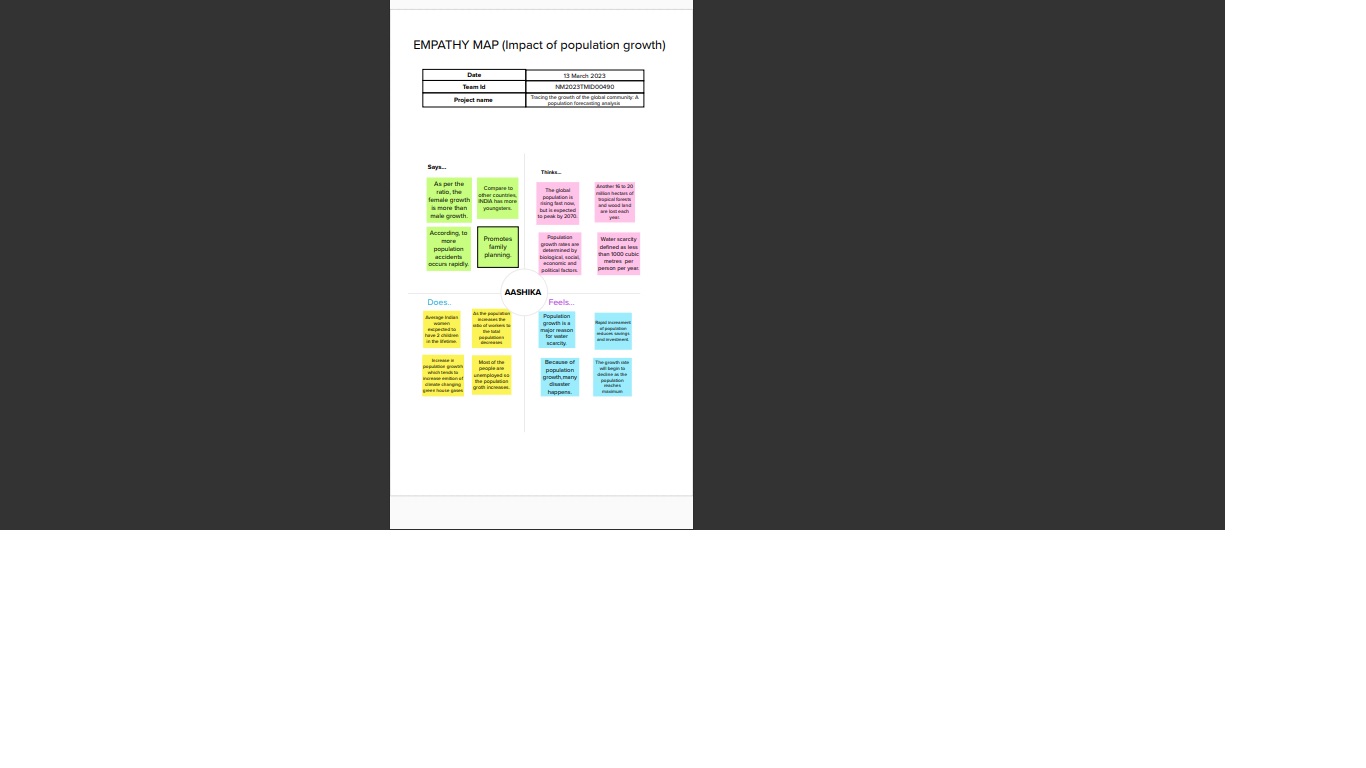 EMPATHY MAP (Impact of population growth)
Date
13 March 2023
Team Id
NM2023TMID00490
Project name
Tracing the growth of the global community: A
population forecasting analysis
Says...
As per the
ratio, the
female growth
is more than
male growth.
Compare to
other countries,
INDIA has more
youngsters.
According, to
more
population
accidents
occurs rapidly.
Promotes
family
planning.
Thinks...
The global
population is
rising fast now,
but is expected
to peak by 2070.
Another 16 to 20
million hectares of
tropical forests
and wood land
are lost each
year.
Population
growth rates are
determined by
biological, social,
economic and
political factors.
Water scarcity
defined as less
than 1000 cubic
metres per
person per year.
AASHIKA
Does..
Average Indian
women
expected to
have 2 children
in the lifetime.
As the population
increases the
ratio of workers to
the total
populations
decreases
Increase in
population growth
which tends to
increase emition of
climate changing
green house gases
Most of the
people are
unemployed so
the population
groth increases.
Feels...
Population
growth is a
major reason
for water
scarcity.
Rapid increasment
of population
reduces savings
and investment
Because of
population
growth,many
disaster
happens.
The growth rate
will begin to
decline as the
population
reaches
maximum